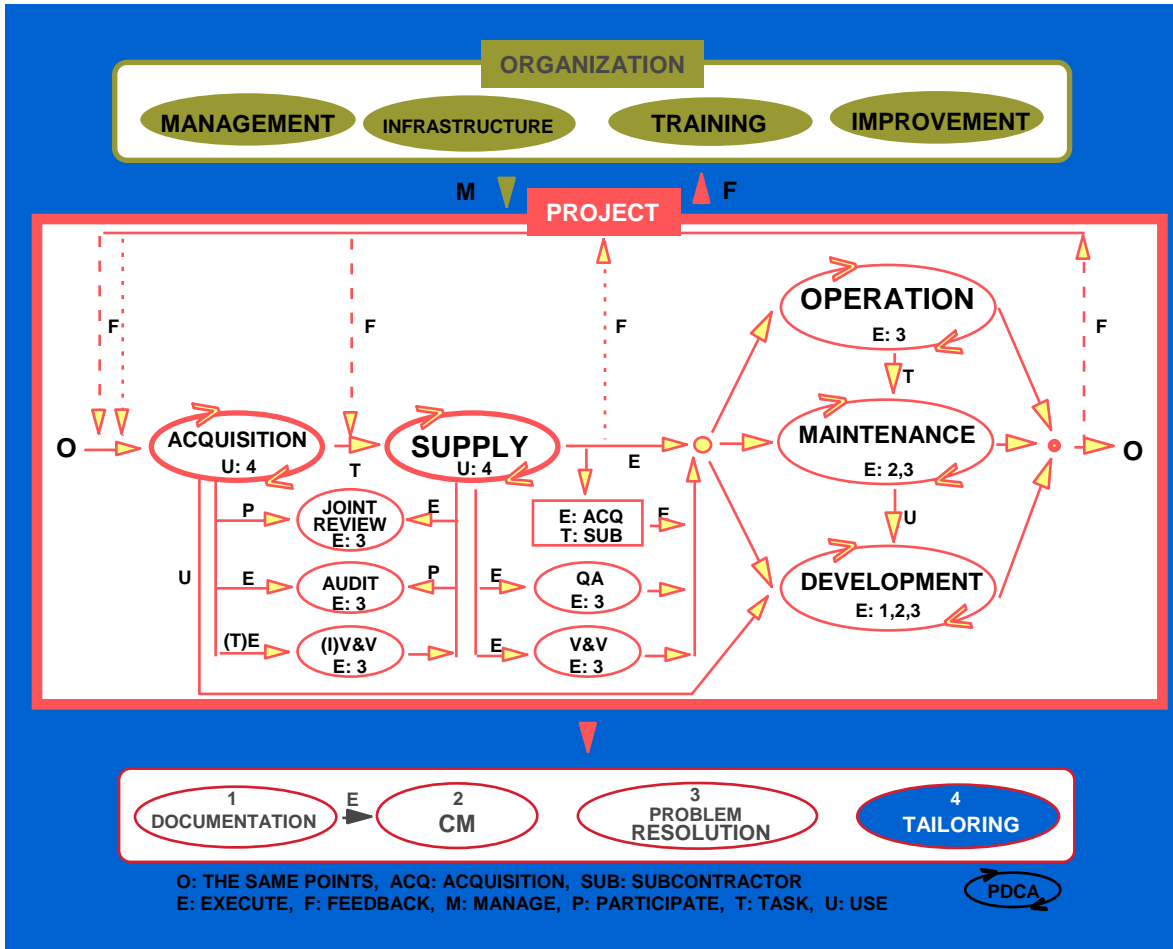 ORGANIZATION
MANAGEMENT
INFRASTRUCTURE
TRAINING
IMPROVEMENT
M
F
PROJECT
F
F
F
F
OPERATION
E: 3
T
O
ACQUISITION
U: 4
T
SUPPLY
U: 4
E
MAINTENANCE
E: 2,3
O
U
P
JOINT
REVIEW
E: 3
E
E: ACQ
T: SUB
E
U
E
AUDIT
E: 3
P
E
QA
E: 3
DEVELOPMENT
E: 1,2,3
(T)E
(I)V&V
E: 3
E
V&V
E: 3
1
DOCUMENTATION
E
2
CM
3
PROBLEM
RESOLUTION
4
TAILORING
O: THE SAME POINTS, ACQ: ACQUISITION, SUB: SUBCONTRACTOR
E: EXECUTE, F: FEEDBACK, M: MANAGE, P: PARTICIPATE, T: TASK, U: USE
PDCA